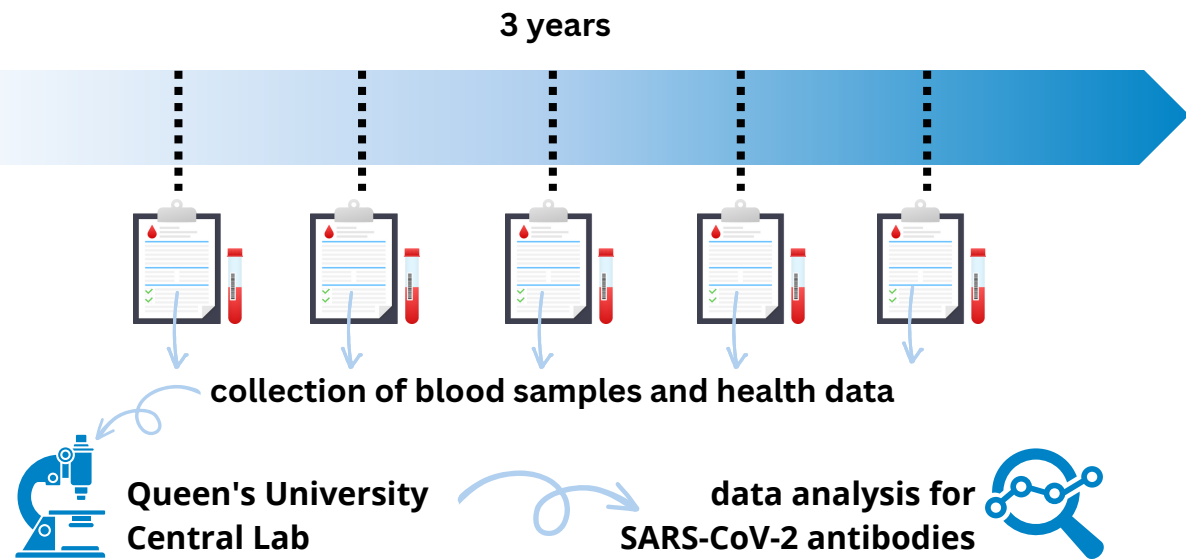 3 years
collection of blood samples and health data
Queen's University
Central Lab
data analysis for
SARS-CoV-2 antibodies